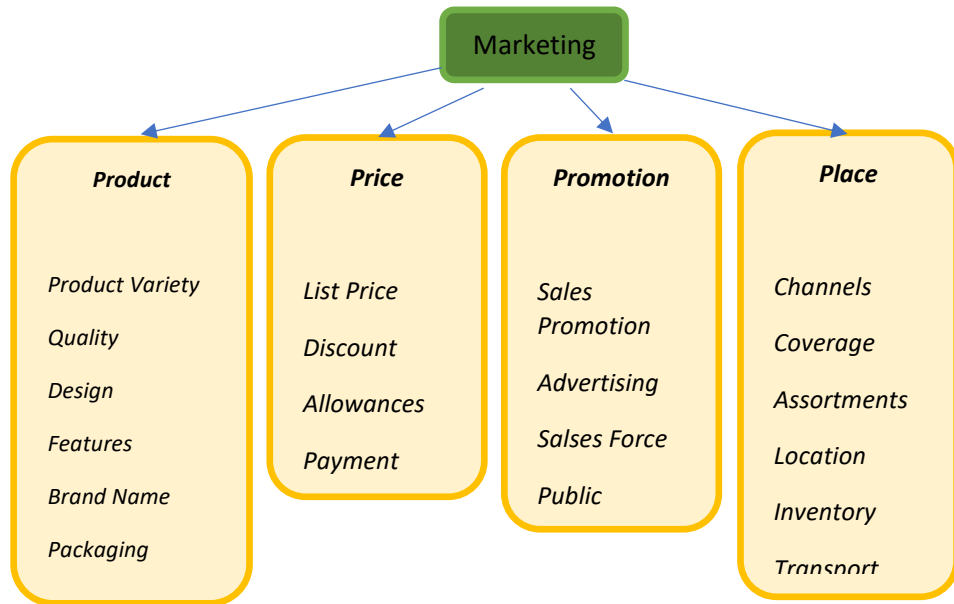 Marketing
Product
Product Variety
Quality
Design
Features
Brand Name
Packaging
Price
List Price
Discount
Allowances
Payment
Promotion
Sales
Promotion
Advertising
Salses Force
Public
Place
Channels
Coverage
Assortments
Location
Inventory
Transport